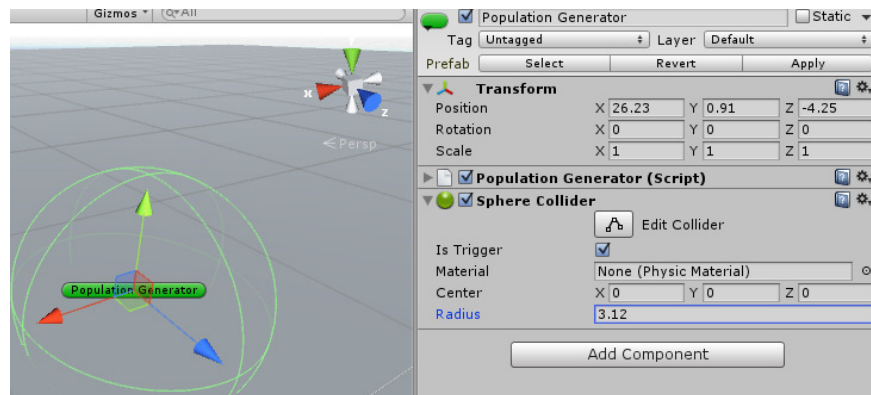 Gizmos All
x
z
Persp
Population Generator
Population Generator Static
Tag Untagged Layer Default
Prefab Select Revert Apply
Transform
Position X 26.23 Y 0.91 Z -4.25
Rotation X 0 Y 0 Z 0
Scale X 1 Y 1 Z 1
Population Generator (Script)
Sphere Collider
Edit Collider
Is Trigger
Material None (Physic Material)
Center X 0 Y 0 Z 0
Radius 3.12
Add Component